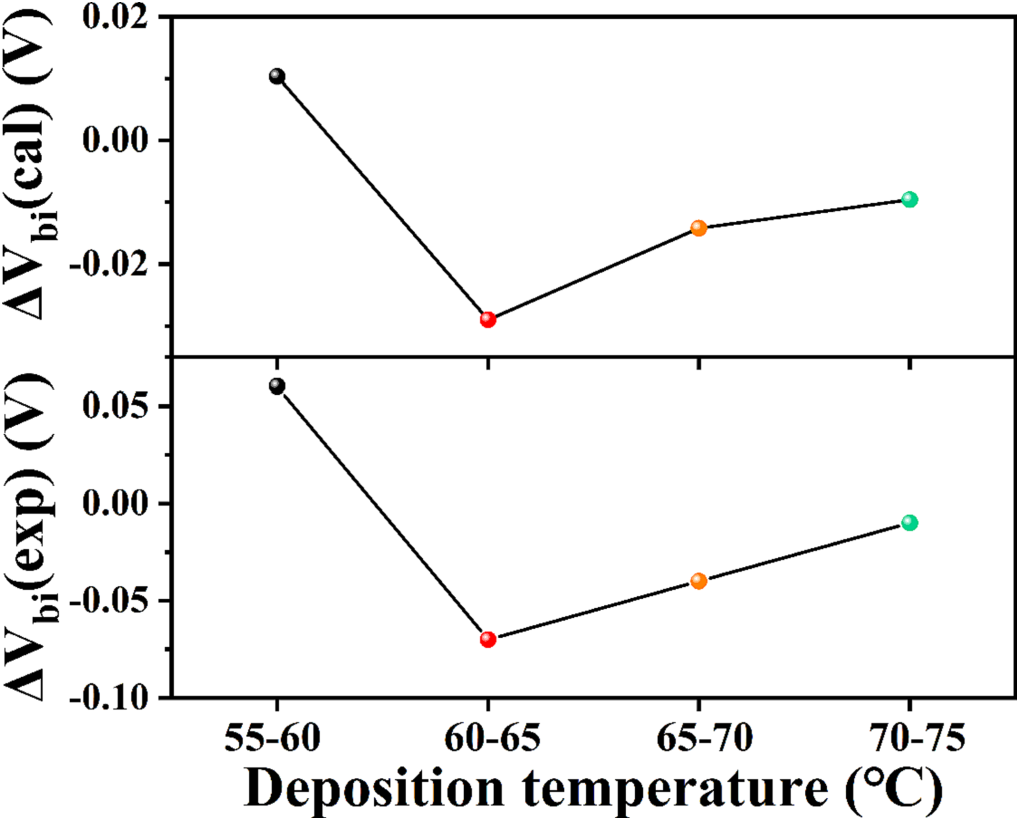 ΔVbi(cal) (V)
0.02
0.00
-0.02
ΔVbi(exp) (V)
0.05
0.00
-0.05
-0.10
55-60 60-65 65-70 70-75
Deposition temperature (°C)